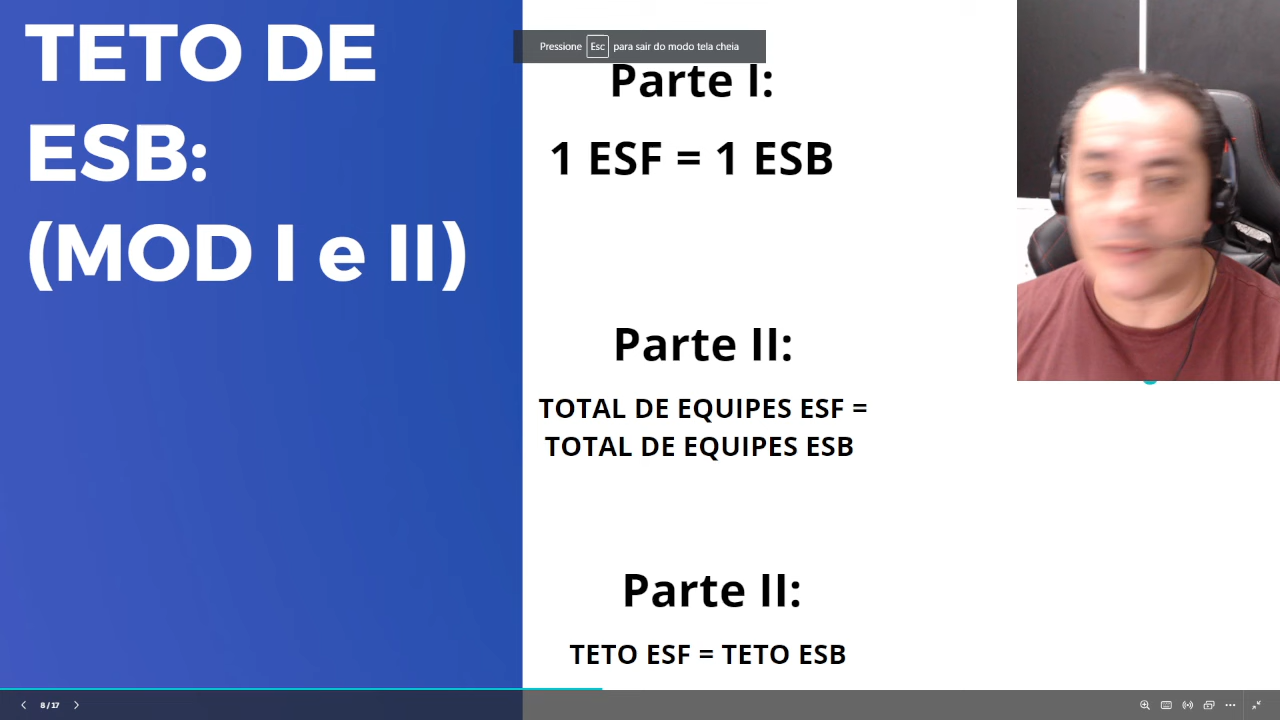 TETO DE
ESB:
(MOD I e II)
Pressione Esc para sair do modo tela cheia
Parte I:
1 ESF = 1 ESB
Parte II:
TOTAL DE EQUIPES ESF =
TOTAL DE EQUIPES ESB
Parte II:
TETO ESF = TETO ESB
8 / 17